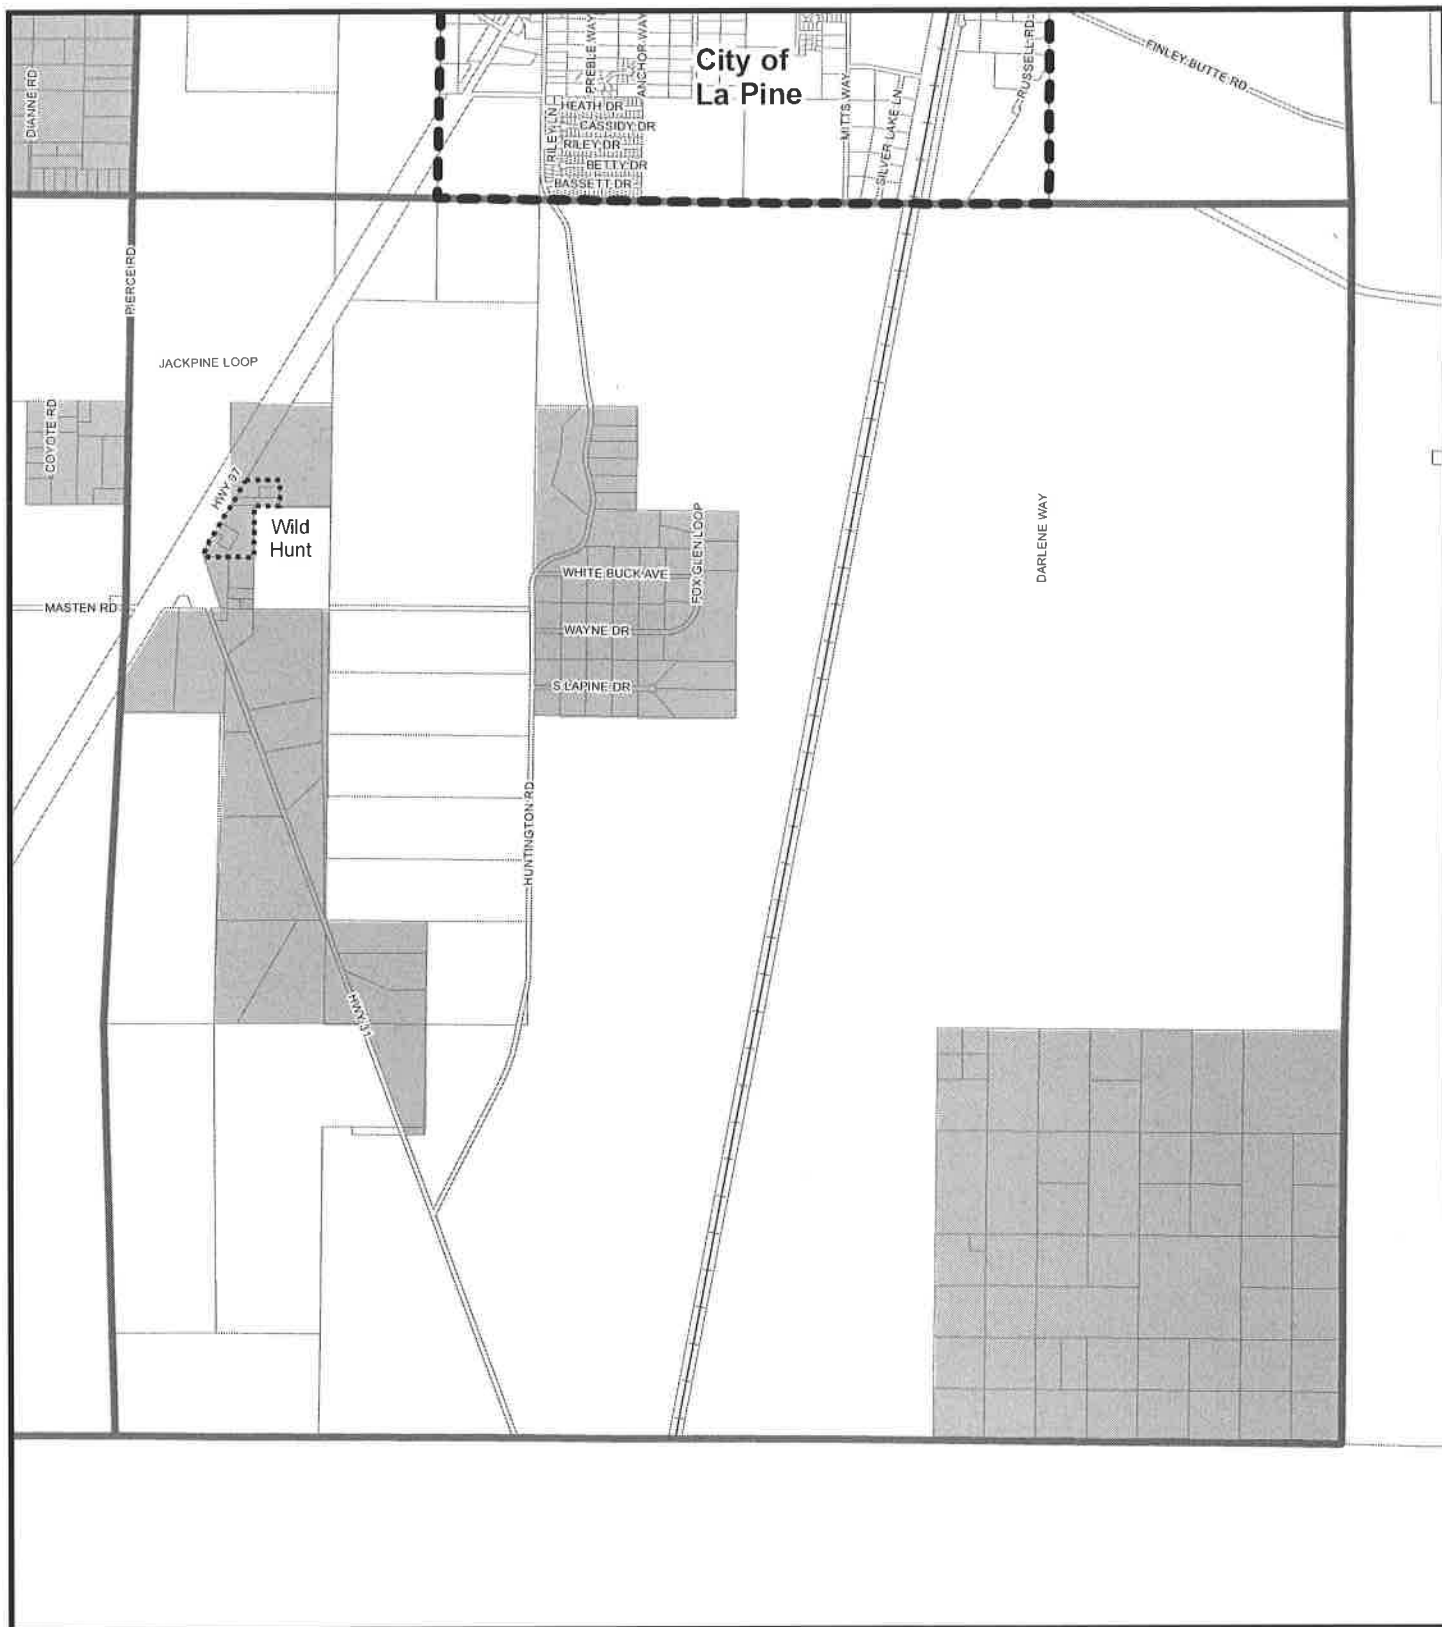 City of
La Pine
DIANNE RD
PREBLE WAY
ANCHOR WAY
RUSSELL RD
FINLEY BUTTE RD
HEATH DR
CASSIDY DR
RILEY LN
RILEY DR
BETTY DR
BASSETT DR
MITTS WAY
SILVER LAKE LN
PIERCE RD
JACKPINE LOOP
COYOTE RD
HWY 97
Wild
Hunt
MASTEN RD
WHITE BUCK AVE
FOX GLEN LOOP
WAYNE DR
S LAPINE DR
DARLENE WAY
HUNTINGTON RD
HWY 31